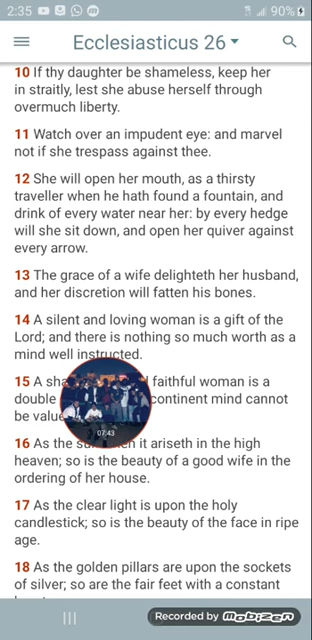 2:35
90%
Ecclesiasticus 26
10 If thy daughter be shameless, keep her
in straitly, lest she abuse herself through
overmuch liberty.
11 Watch over an impudent eye: and marvel
not if she trespass against thee.
12 She will open her mouth, as a thirsty
traveller when he hath found a fountain, and
drink of every water near her: by every hedge
will she sit down, and open her quiver against
every arrow.
13 The grace of a wife delighteth her husband,
and her discretion will fatten his bones.
14 A silent and loving woman is a gift of the
Lord; and there is nothing so much worth as a
mind well instructed.
15 A faithful woman is a
double continent mind cannot
be
07:43
16 As the it ariseth in the high
heaven; so is the beauty of a good wife in the
ordering of her house.
17 As the clear light is upon the holy
candlestick; so is the beauty of the face in ripe
age.
18 As the golden pillars are upon the sockets
of silver; so are the fair feet with a constant
Recorded by Mobizen